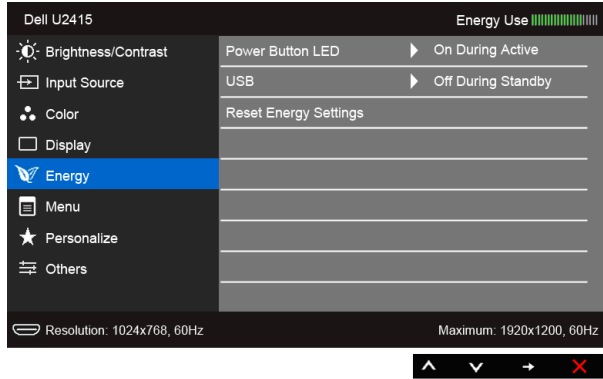 Dell U2415 Energy Use
Brightness/Contrast Power Button LED On During Active
Input Source USB Off During Standby
Color Reset Energy Settings
Display
Energy
Menu
Personalize
Others
Resolution: 1024x768, 60Hz Maximum: 1920x1200, 60Hz